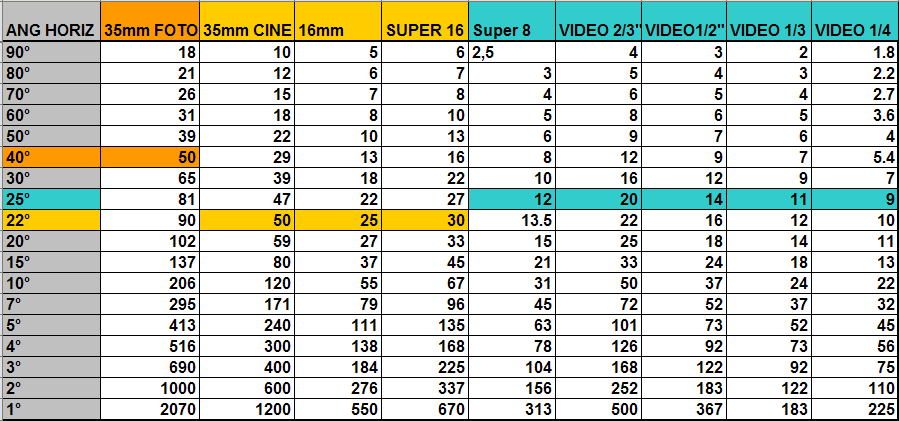 ANG HORIZ 35mm FOTO 35mm CINE 16mm SUPER 16 Super 8 VIDEO 2/3" VIDEO1/2" VIDEO 1/3 VIDEO 1/4
90° 18 10 5 6 2,5 4 3 2 1.8
80° 21 12 6 7 3 5 4 3 2.2
70° 26 15 7 8 4 6 5 4 2.7
60° 31 18 8 10 5 8 6 5 3.6
50° 39 22 10 13 6 9 7 6 4
40° 50 29 13 16 8 12 9 7 5.4
30° 65 39 18 22 10 16 12 9 7
25° 81 47 22 27 12 20 14 11 9
22° 90 50 25 30 13.5 22 16 12 10
20° 102 59 27 33 15 25 18 14 11
15° 137 80 37 45 21 33 24 18 13
10° 206 120 55 67 31 50 37 24 22
7° 295 171 79 96 45 72 52 37 32
5° 413 240 111 135 63 101 73 52 45
4° 516 300 138 168 78 126 92 73 56
3° 690 400 184 225 104 168 122 92 75
2° 1000 600 276 337 156 252 183 122 110
1° 2070 1200 550 670 313 500 367 183 225